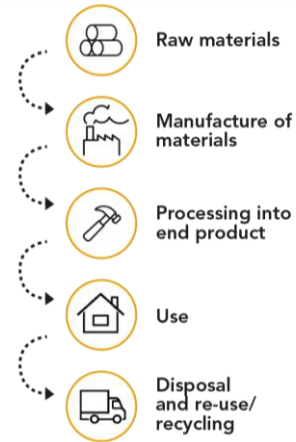 Raw materials
Manufacture of
materials
Processing into
end product
Use
Disposal
and re-use/
recycling